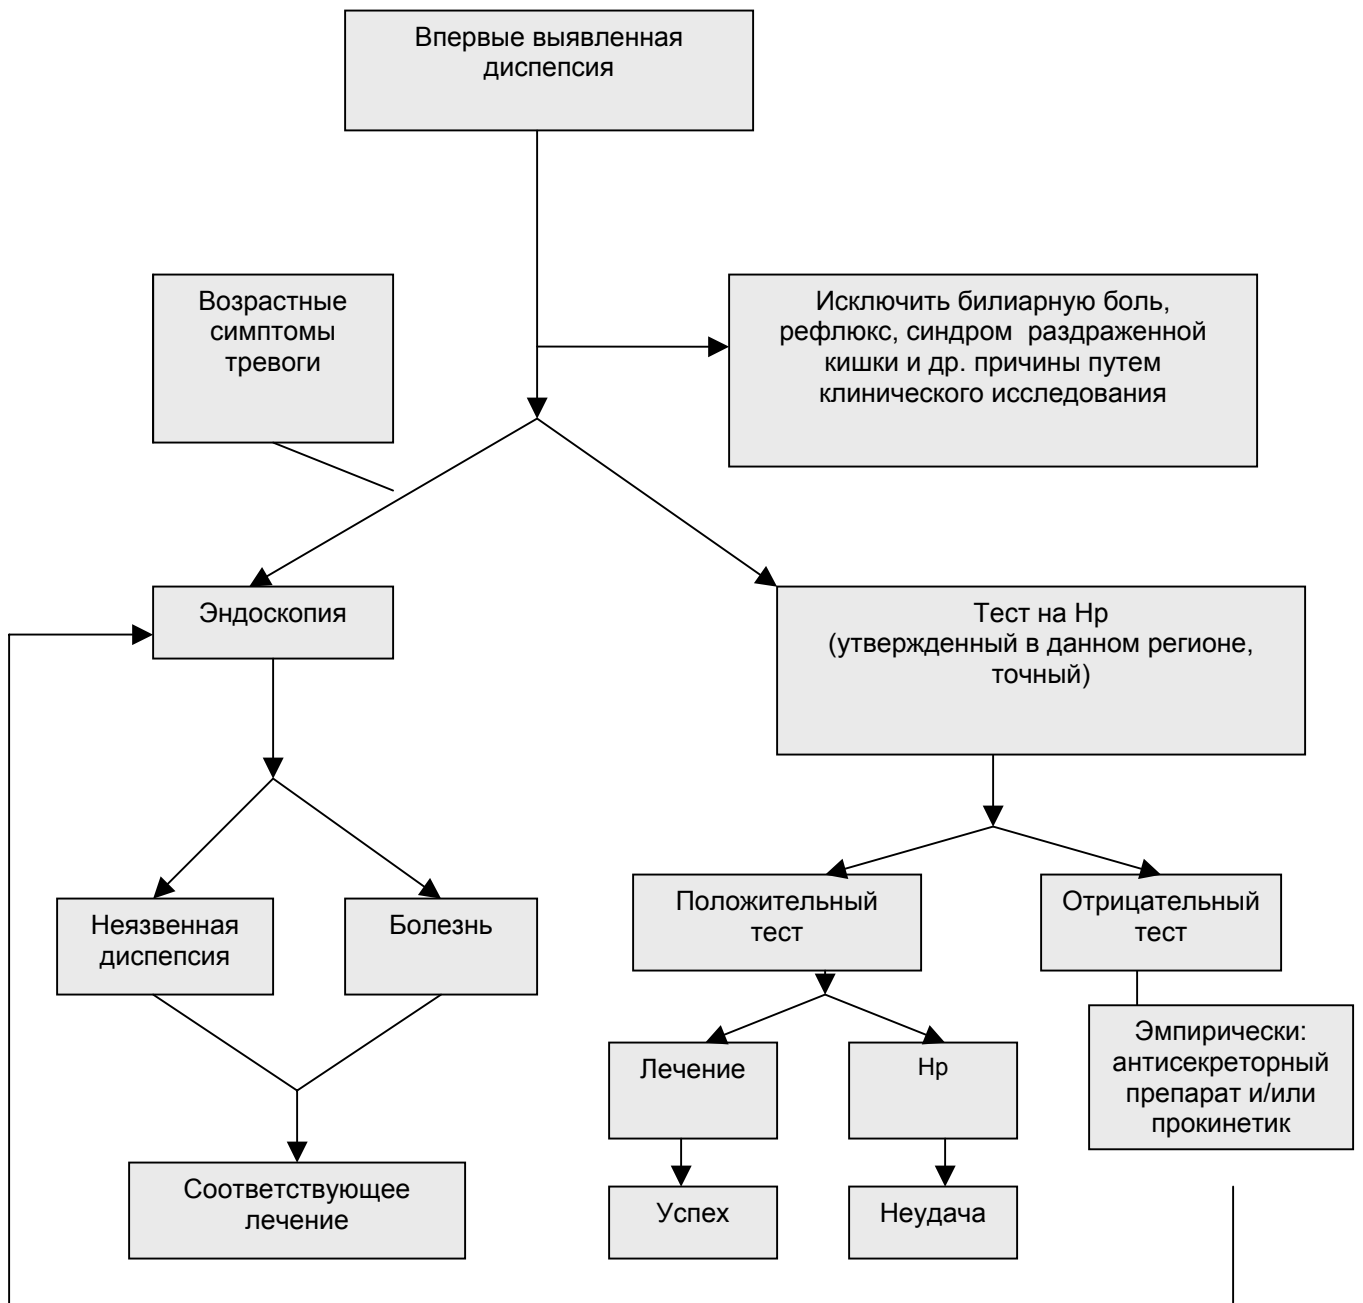 Впервые выявленная
диспепсия
Возрастные
симптомы
тревоги
Исключить билиарную боль,
рефлюкс, синдром раздраженной
кишки и др. причины путем
клинического исследования
Эндоскопия
Тест на Нр
(утвержденный в данном регионе,
точный)
Неязвенная
диспепсия
Болезнь
Положительный
тест
Отрицательный
тест
Лечение
Нр
Эмпирически:
антисекреторный
препарат и/или
прокинетик
Соответствующее
лечение
Успех
Неудача